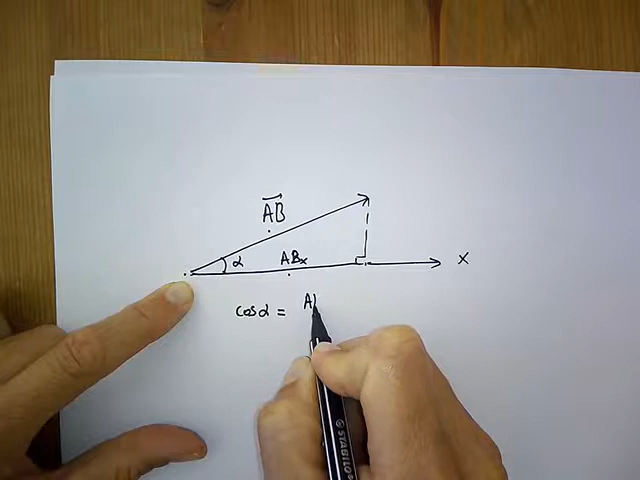 AB
α
ABx
x
cosα = A
STABILO